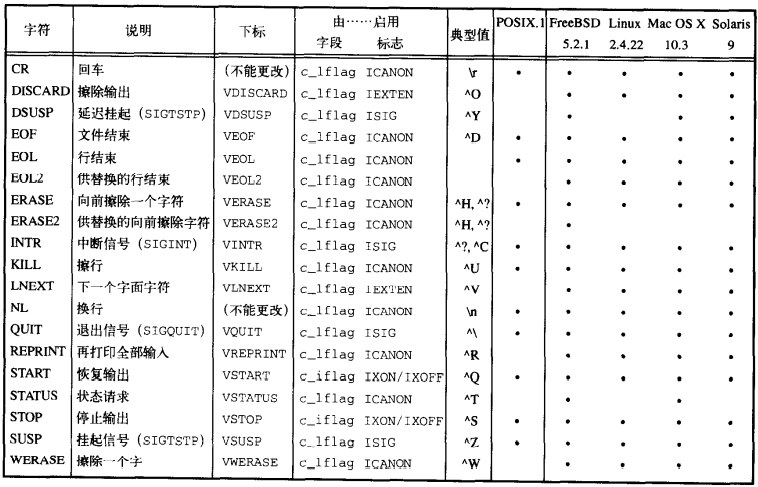 字符 说明 下标 由……启用 典型值 POSIX.1 FreeBSD Linux Mac OS X Solaris
字段 标志 5.2.1 2.4.22 10.3 9
CR 回车 (不能更改) c_lflag ICANON \r • • • • •
DISCARD 擦除输出 VDISCARD c_lflag IEXTEN ^O • • • •
DSUSP 延迟挂起 (SIGTSTP) VDSUSP c_lflag ISIG ^Y • • •
EOF 文件结束 VEOF c_lflag ICANON ^D • • • • •
EOL 行结束 VEOL c_lflag ICANON • • • • •
EOL2 供替换的行结束 VEOL2 c_lflag ICANON • • • •
ERASE 向前擦除一个字符 VERASE c_lflag ICANON ^H, ^? • • • • •
ERASE2 供替换的向前擦除字符 VERASE2 c_lflag ICANON ^H, ^? •
INTR 中断信号 (SIGINT) VINTR c_lflag ISIG ^?, ^C • • • • •
KILL 擦行 VKILL c_lflag ICANON ^U • • • • •
LNEXT 下一个字面字符 VLNEXT c_lflag IEXTEN ^V • • • •
NL 换行 (不能更改) c_lflag ICANON \n • • • • •
QUIT 退出信号 (SIGQUIT) VQUIT c_lflag ISIG ^\ • • • • •
REPRINT 再打印全部输入 VREPRINT c_lflag ICANON ^R • • • •
START 恢复输出 VSTART c_iflag IXON/IXOFF ^Q • • • • •
STATUS 状态请求 VSTATUS c_lflag ICANON ^T • •
STOP 停止输出 VSTOP c_iflag IXON/IXOFF ^S • • • • •
SUSP 挂起信号 (SIGTSTP) VSUSP c_lflag ISIG ^Z • • • • •
WERASE 擦除一个字 VWERASE c_lflag ICANON ^W • • • •